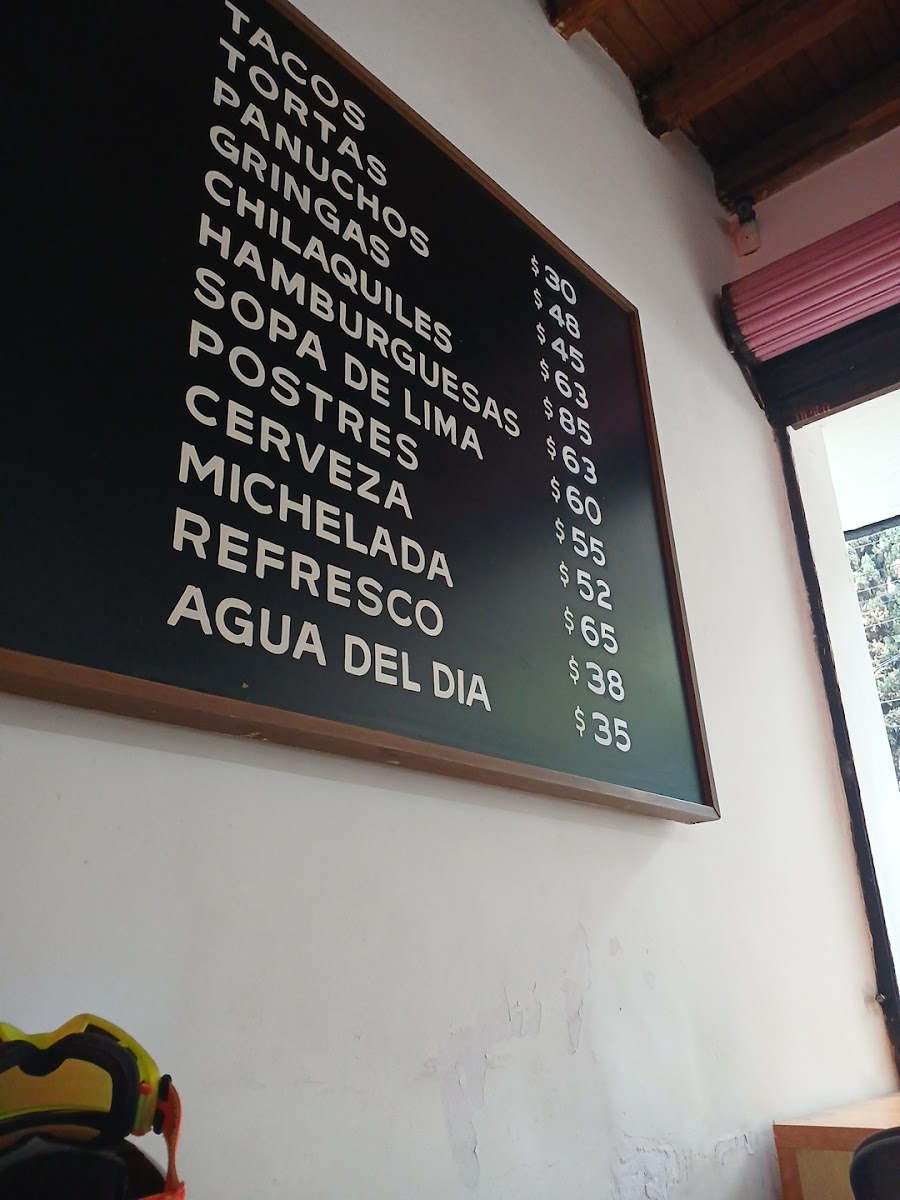 TACOS $ 30
TORTAS $ 48
PANUCHOS $ 45
GRINGAS $ 63
CHILAQUILES $ 85
HAMBURGUESAS $ 63
SOPA DE LIMA $ 60
POSTRES $ 55
CERVEZA $ 52
MICHELADA $ 65
REFRESCO $ 38
AGUA DEL DIA $ 35